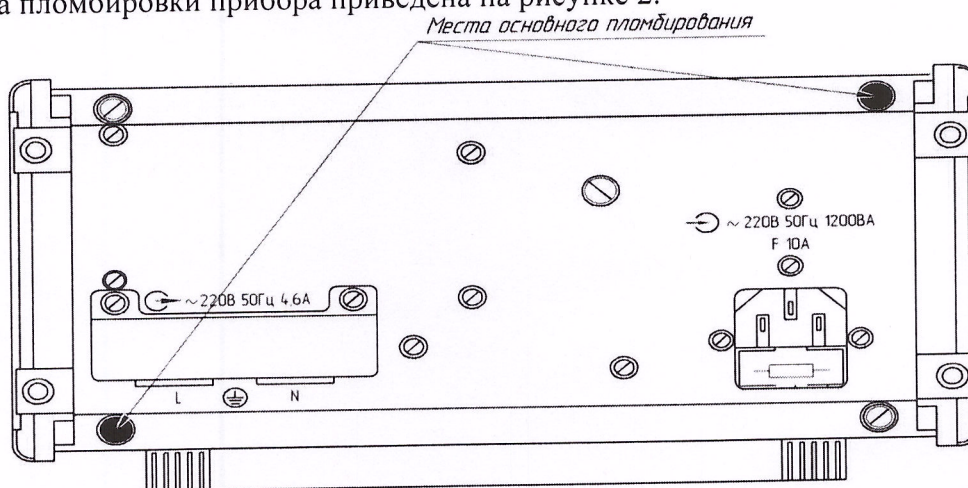 а пломбировки прибора приведена на рисунке 2.
Места основного пломбирования
~ 220В 50Гц 1200ВА
F 10А
~ 220В 50Гц 4,6А
L
N